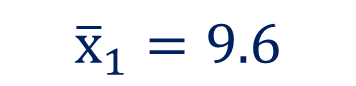 x̅₁ = 9.6